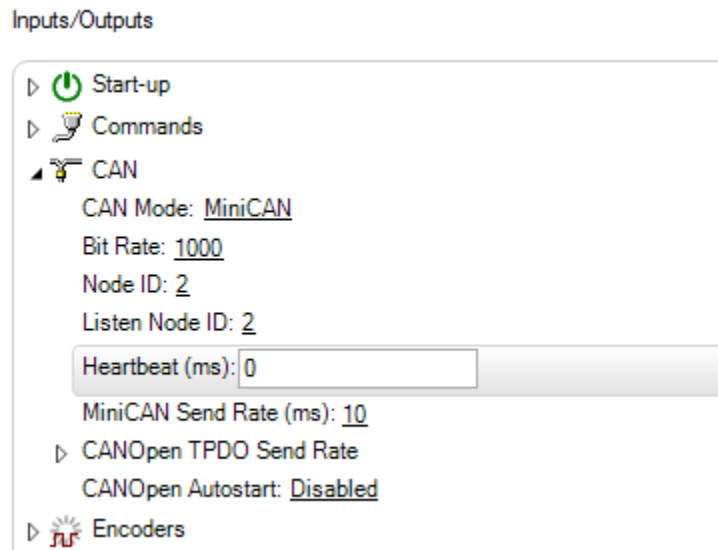 Inputs/Outputs
Start-up
Commands
CAN
CAN Mode: MiniCAN
Bit Rate: 1000
Node ID: 2
Listen Node ID: 2
Heartbeat (ms): 0
MiniCAN Send Rate (ms): 10
CANOpen TPDO Send Rate
CANOpen Autostart: Disabled
Encoders